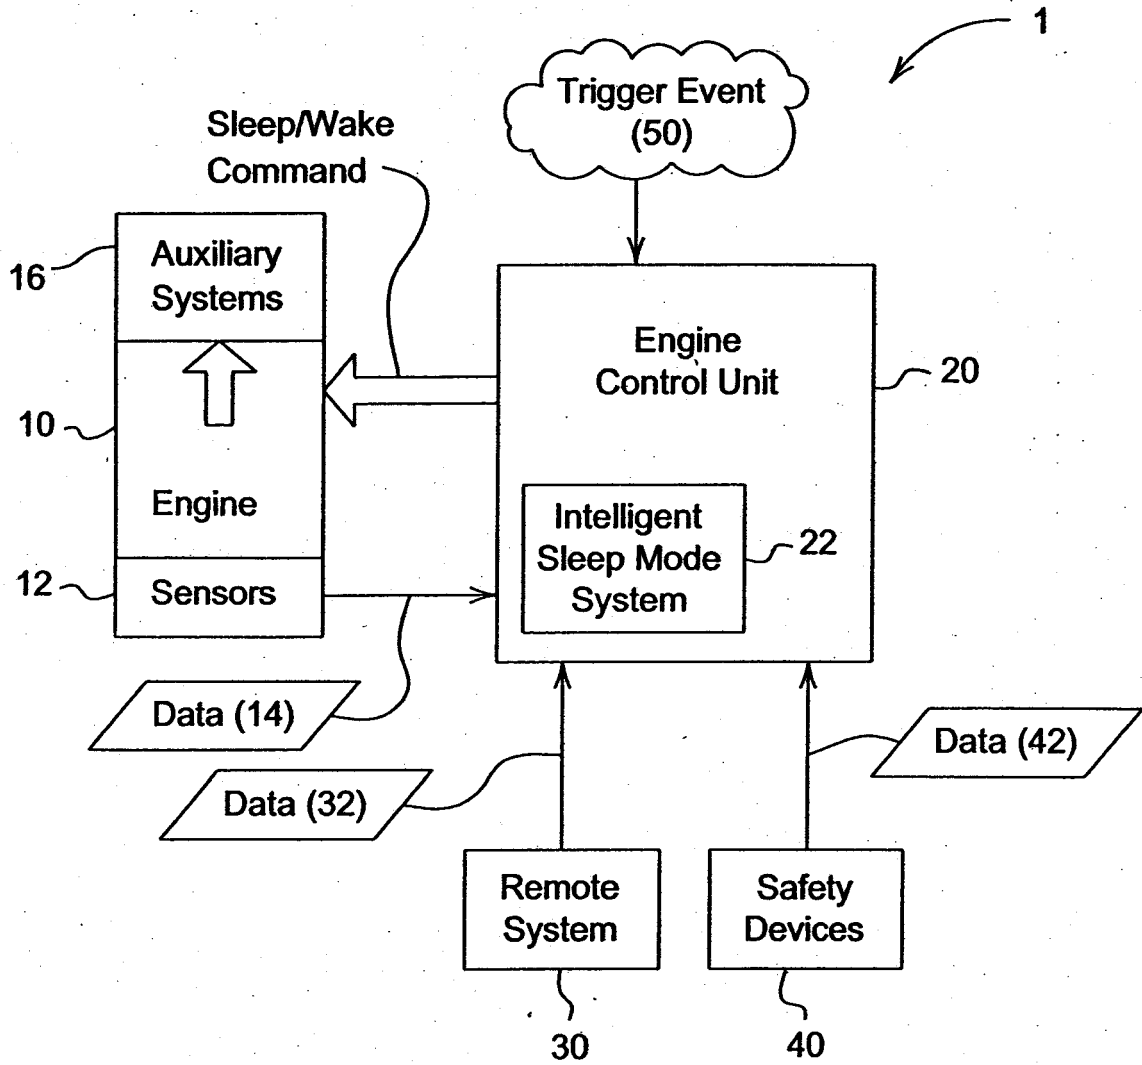 1
Trigger Event
(50)
Sleep/Wake
Command
16
Auxiliary
Systems
Engine
Control Unit
20
10
Engine
Intelligent
Sleep Mode
System
22
12
Sensors
Data (14)
Data (42)
Data (32)
Remote
System
Safety
Devices
30
40